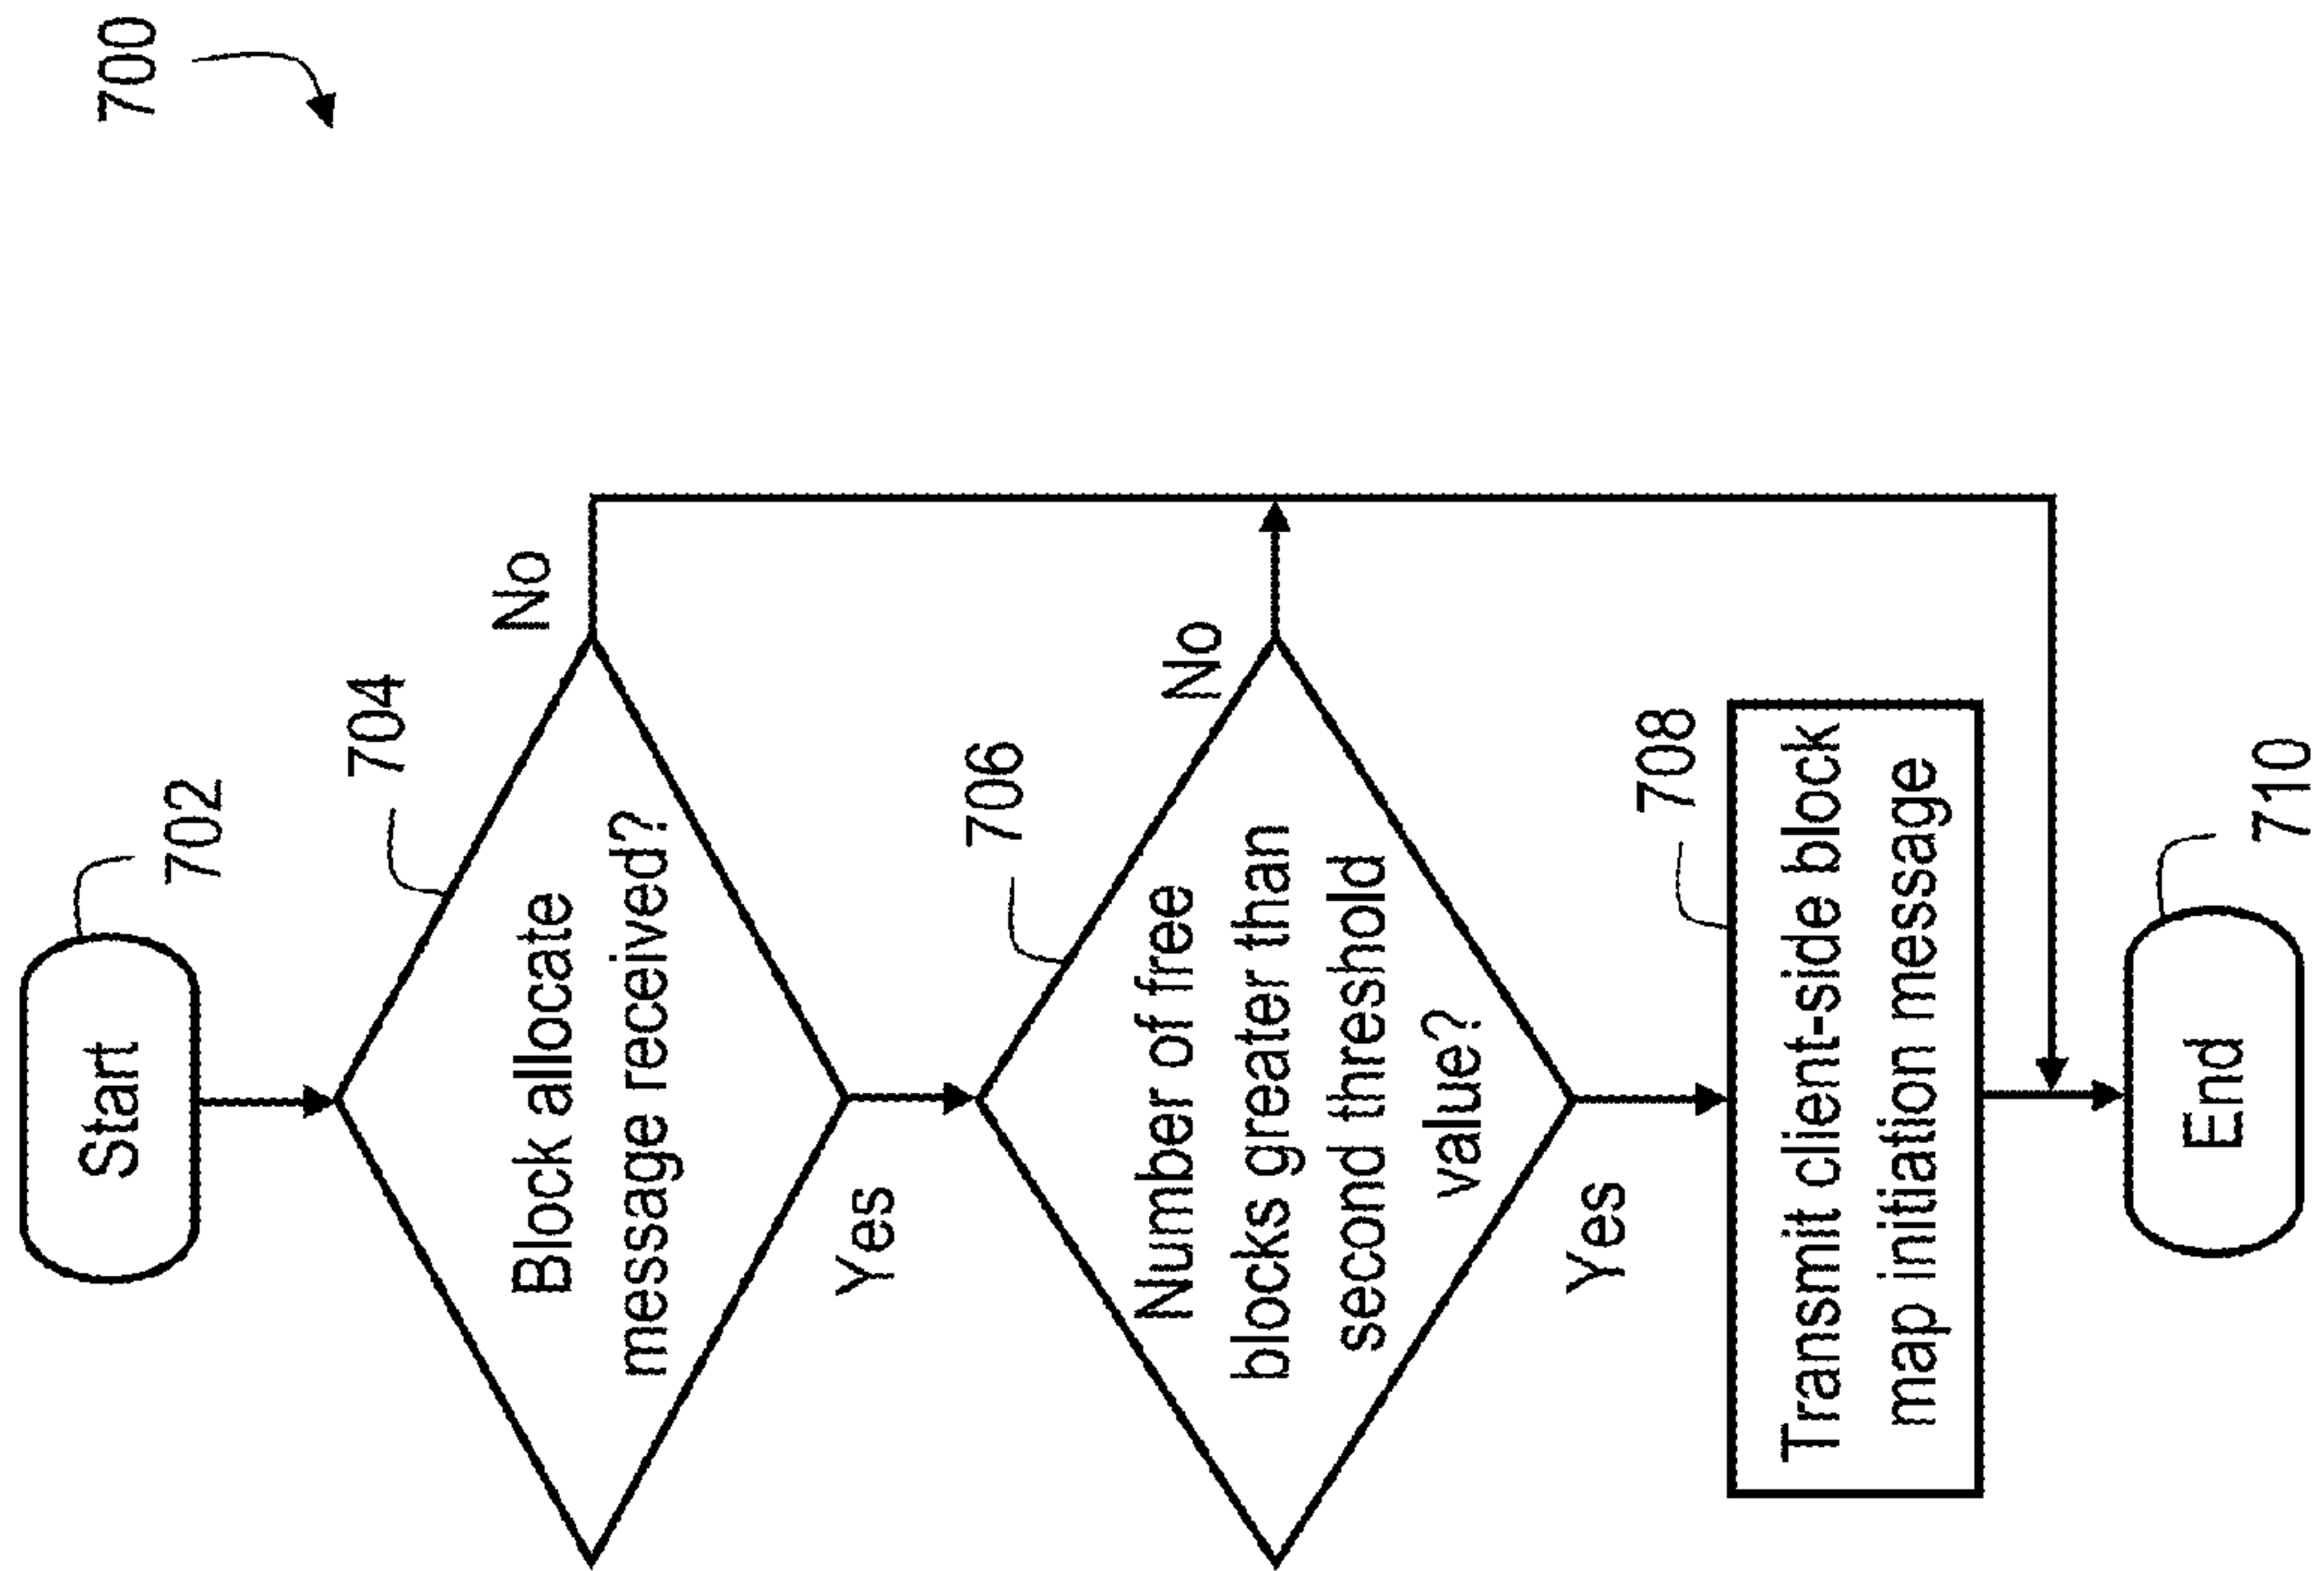 700
Start
702
704
Block allocate
message received?
No
Yes
706
Number of free
blocks greater than
second threshold
value?
No
Yes
708
Transmit client-side block
map initiation message
End
710